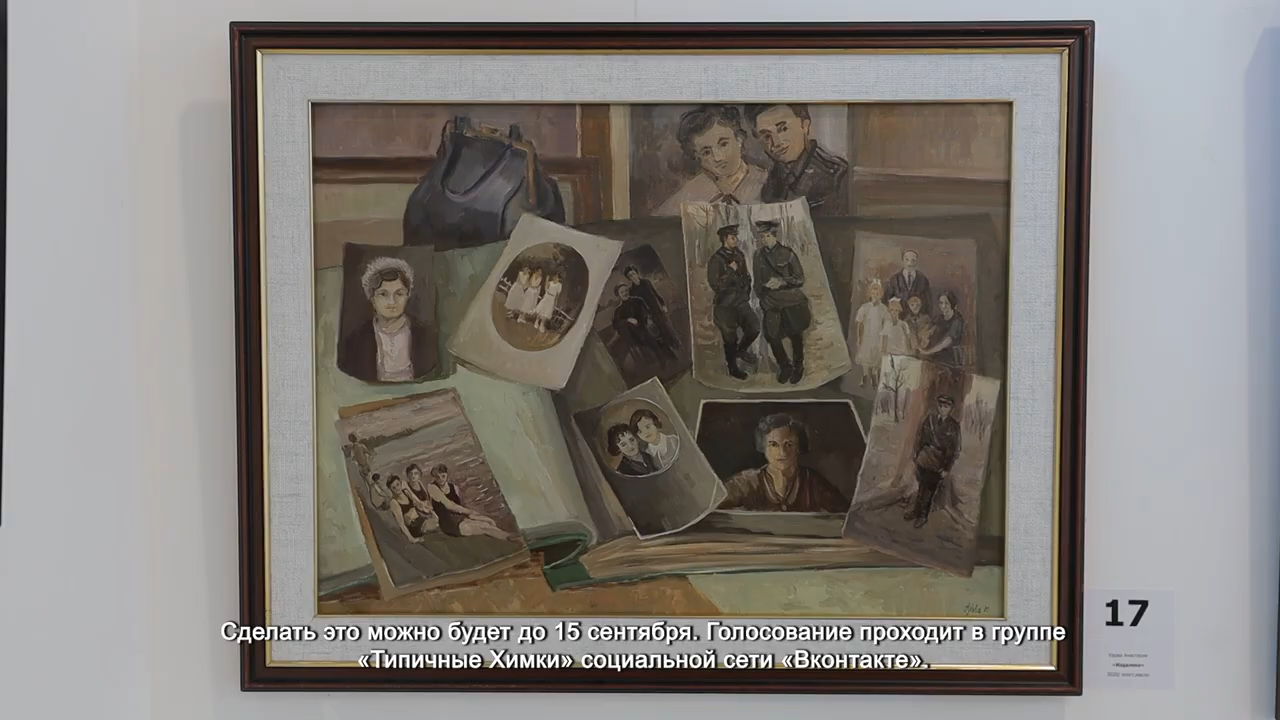 17
Сделать это можно будет до 15 сентября. Голосование проходит в группе
«Типичные Химки» социальной сети «Вконтакте».